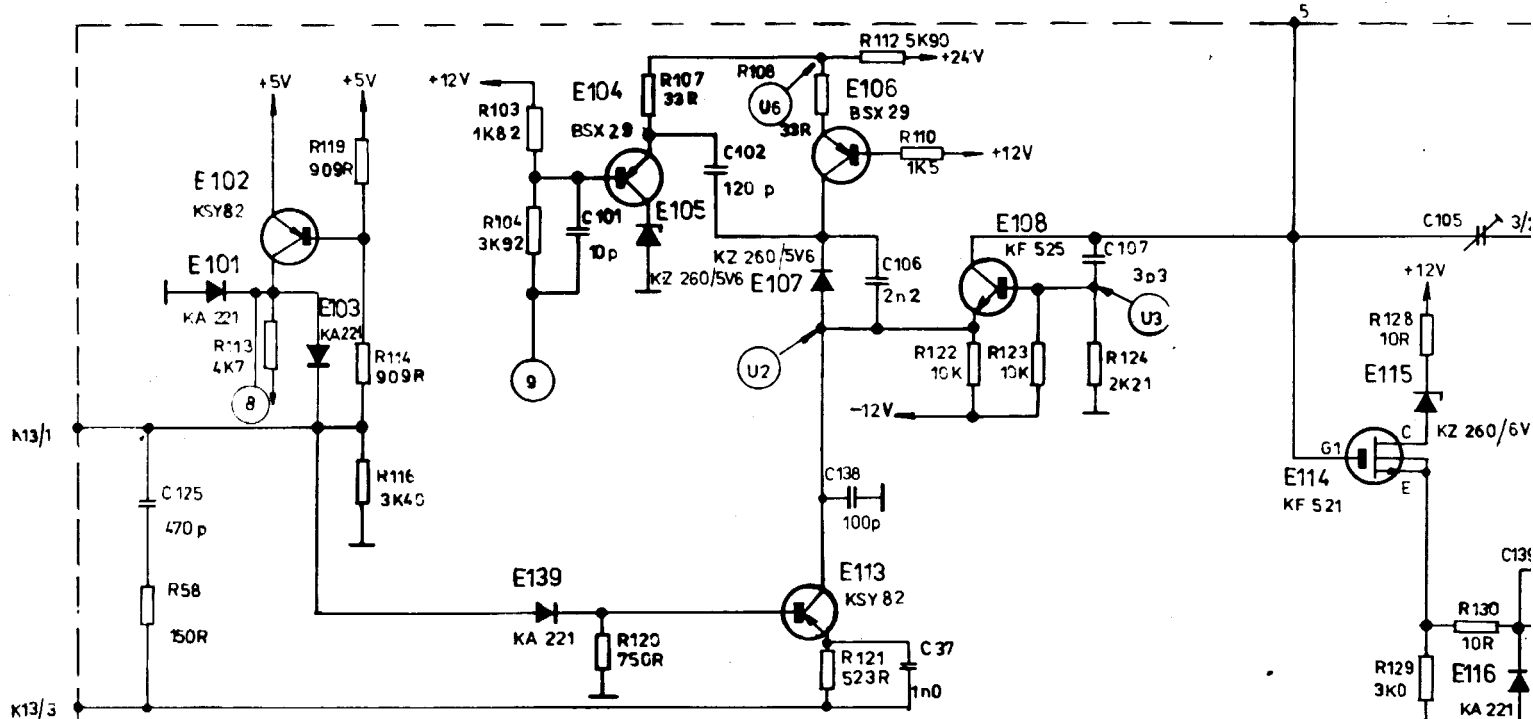 5
R112 5K90
+24V
+5V
+5V
+12V
E104
R107
33R
R108
U6
33R
E106
BSX 29
R103
1K82
BSX 29
R110
1K5
+12V
R119
909R
C102
120 p
E102
KSY82
R104
3K92
C101
10p
E105
KZ 260/5V6
KZ 260/5V6
E107
C106
2n2
E108
KF 525
C107
3p3
U3
C105
3/2
+12V
E101
KA 221
E103
KA 221
R113
4K7
8
R114
909R
9
U2
R122
10K
R123
10K
R124
2K21
-12V
R128
10R
E115
KZ 260/6V
K13/1
G1
C
E
E114
KF 521
R116
3K40
C125
470 p
C138
100p
R58
150R
E139
KA 221
R120
750R
E113
KSY 82
R121
523R
C37
1n0
C139
R130
10R
R129
3K0
E116
KA 221
K13/3